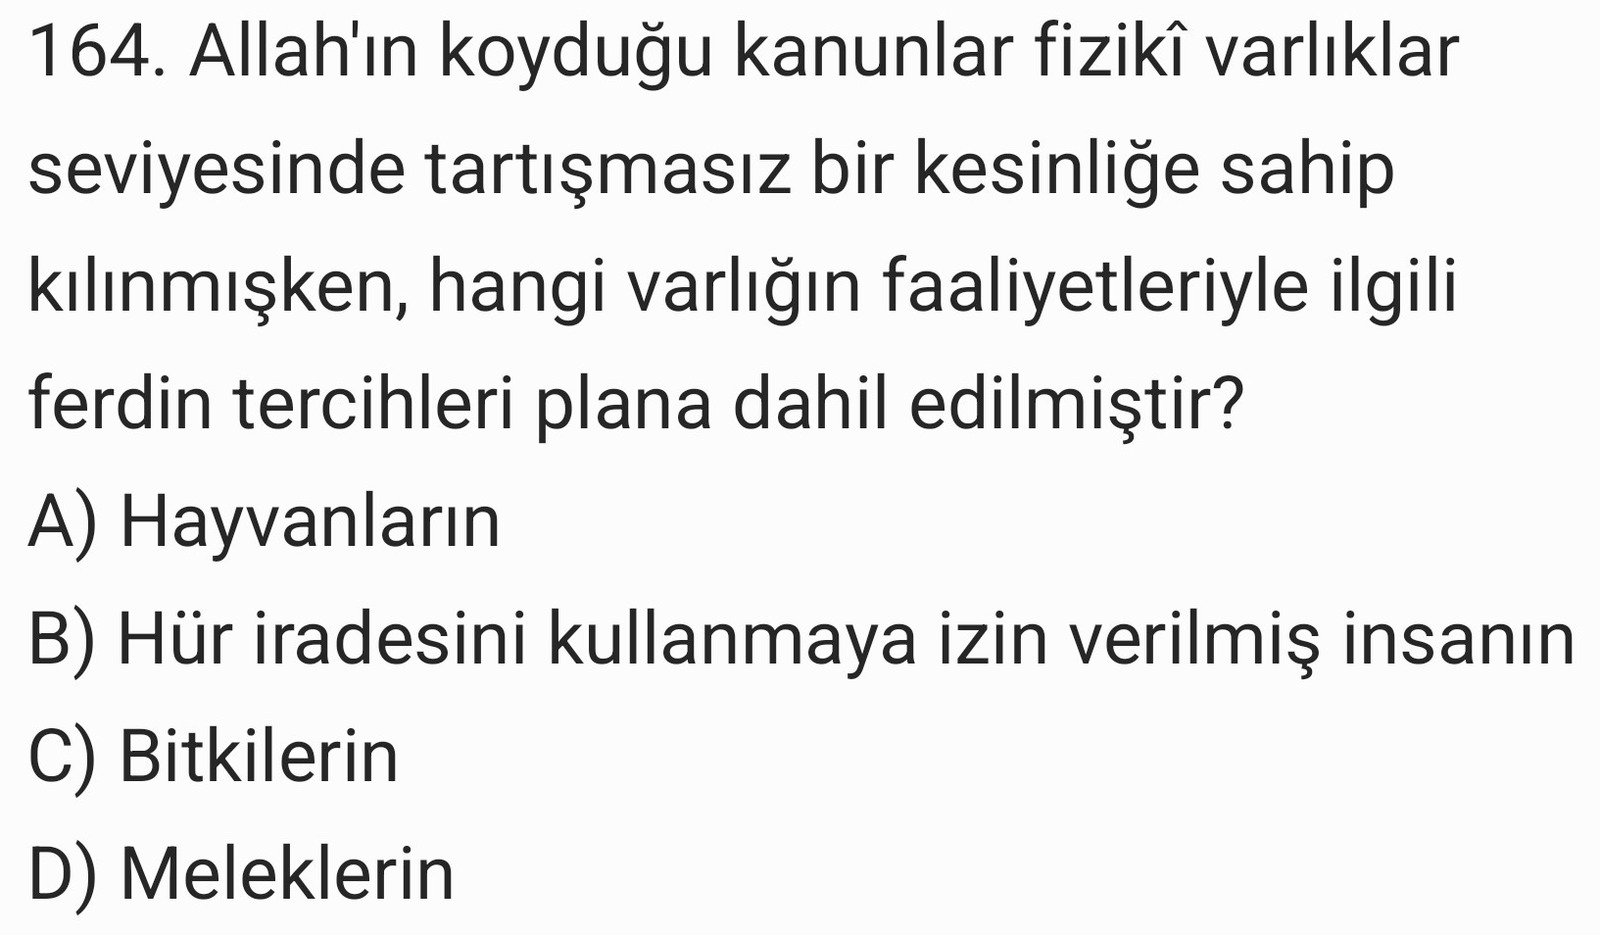 164. Allah'ın koyduğu kanunlar fizikî varlıklar
seviyesinde tartışmasız bir kesinliğe sahip
kılınmışken, hangi varlığın faaliyetleriyle ilgili
ferdin tercihleri plana dahil edilmiştir?
A) Hayvanların
B) Hür iradesini kullanmaya izin verilmiş insanın
C) Bitkilerin
D) Meleklerin